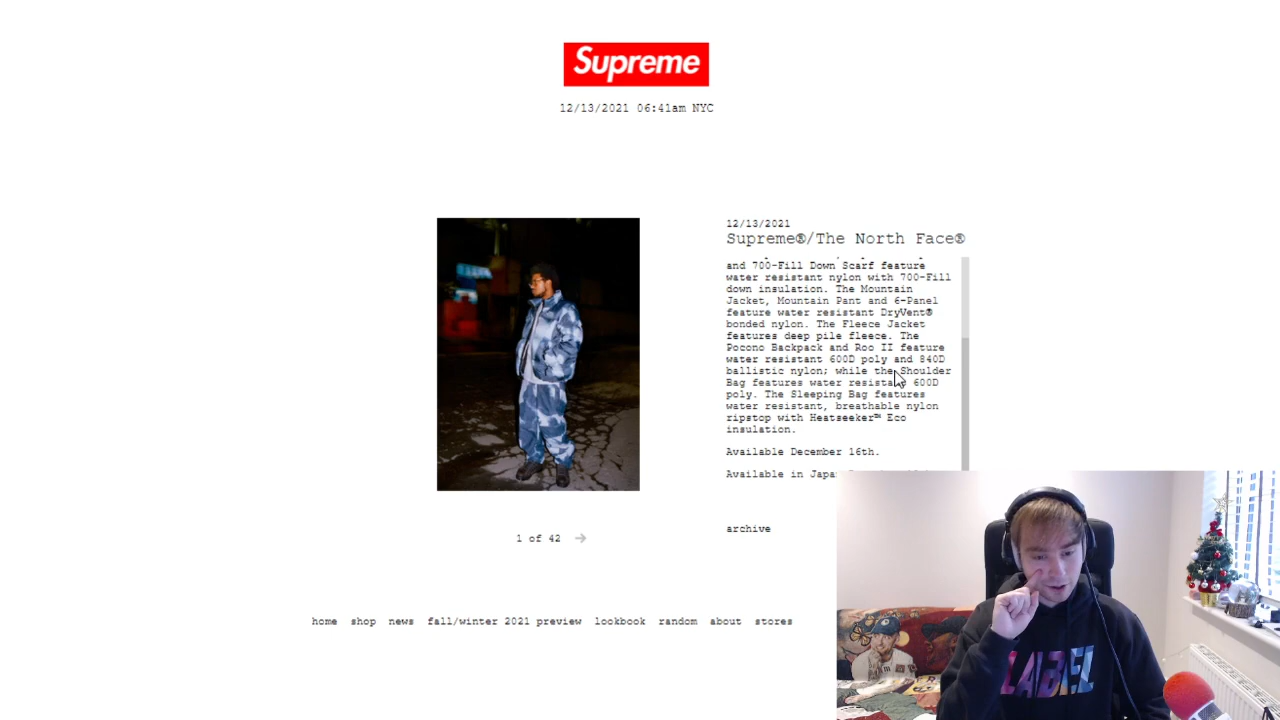 Supreme
12/13/2021 06:41am NYC
12/13/2021
Supreme®/The North Face®
and 700-Fill Down Scarf feature
water resistant nylon with 700-Fill
down insulation. The Mountain
Jacket, Mountain Pant and 6-Panel
feature water resistant DryVent®
bonded nylon. The Fleece Jacket
features deep pile fleece. The
Pocono Backpack and Roo II feature
water resistant 600D poly and 840D
ballistic nylon; while the Shoulder
Bag features water resista 600D
poly. The Sleeping Bag features
water resistant, breathable nylon
ripstop with Heatseeker™ Eco
insulation.
Available December 16th.
Available in Japa
archive
1 of 42
home shop news fall/winter 2021 preview lookbook random about stores
LABEL